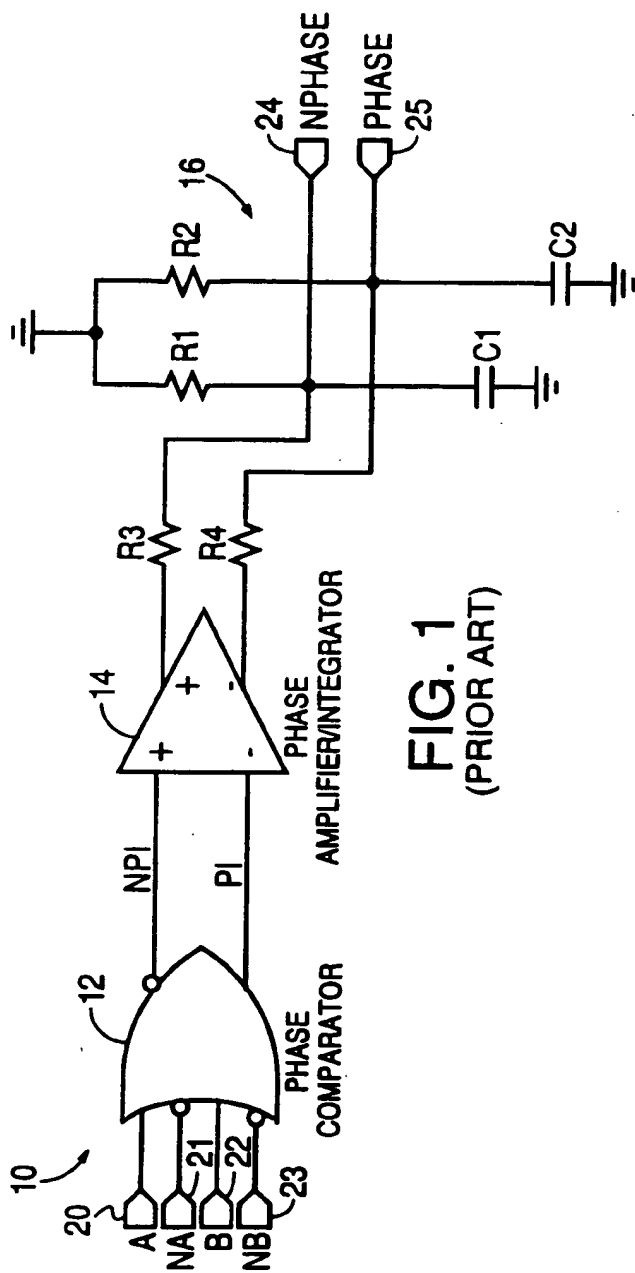 10
20
A
NA
21
B
22
NB
23
12
PHASE
COMPARATOR
NPI
PI
14
+
-
+
-
PHASE
AMPLIFIER/INTEGRATOR
R3
R4
R1
R2
16
C1
C2
24
NPHASE
PHASE
25
FIG. 1
(PRIOR ART)